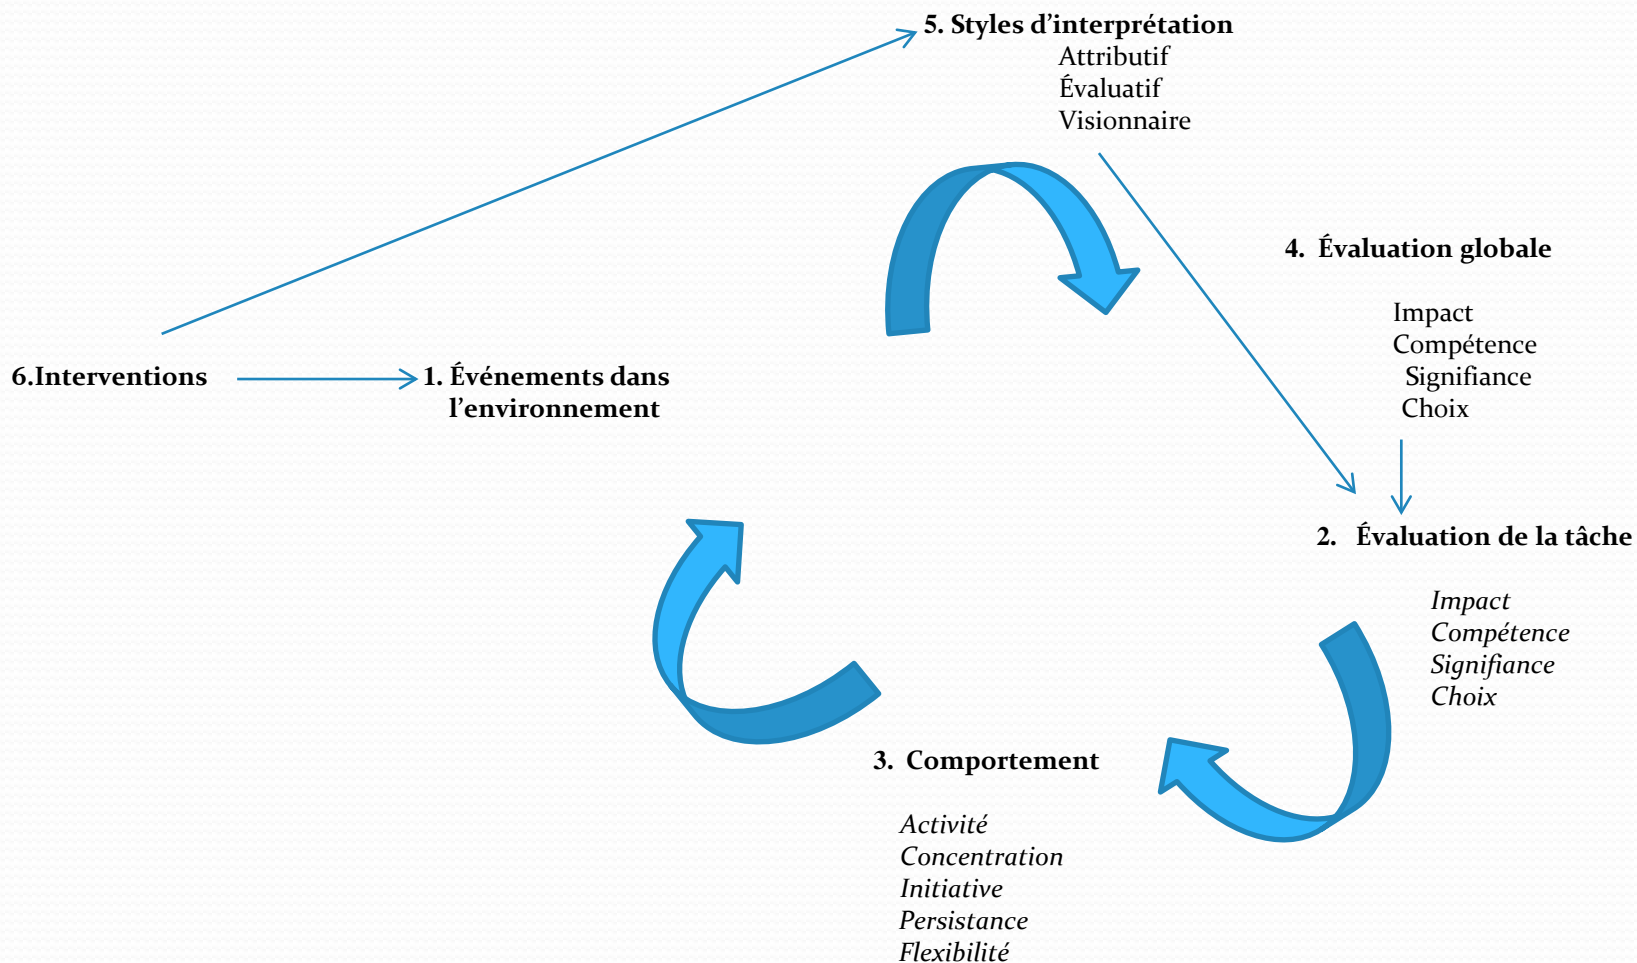 5. Styles d’interprétation
Attributif
Évaluatif
Visionnaire
4. Évaluation globale
Impact
Compétence
Signifiance
Choix
6.Interventions
1. Événements dans
l’environnement
2. Évaluation de la tâche
Impact
Compétence
Signifiance
Choix
3. Comportement
Activité
Concentration
Initiative
Persistance
Flexibilité